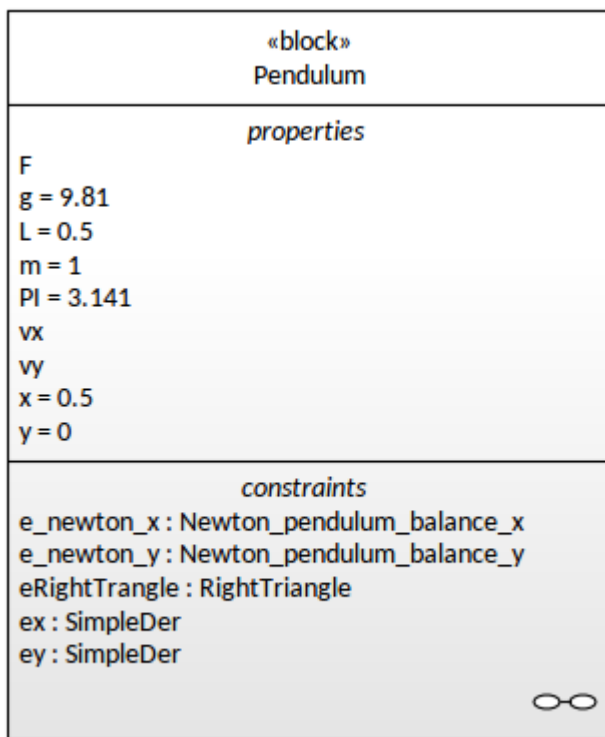 «block»
Pendulum
properties
F
g = 9.81
L = 0.5
m = 1
PI = 3.141
vx
vy
x = 0.5
y = 0
constraints
e_newton_x : Newton_pendulum_balance_x
e_newton_y : Newton_pendulum_balance_y
eRightTrangle : RightTriangle
ex : SimpleDer
ey : SimpleDer